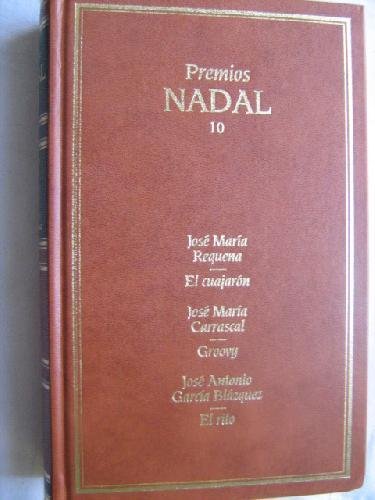 Premios
NADAL
10
José María
Requena
El cuajarón
José María
Carrascal
Groovy
José Antonio
García Blázquez
El rito